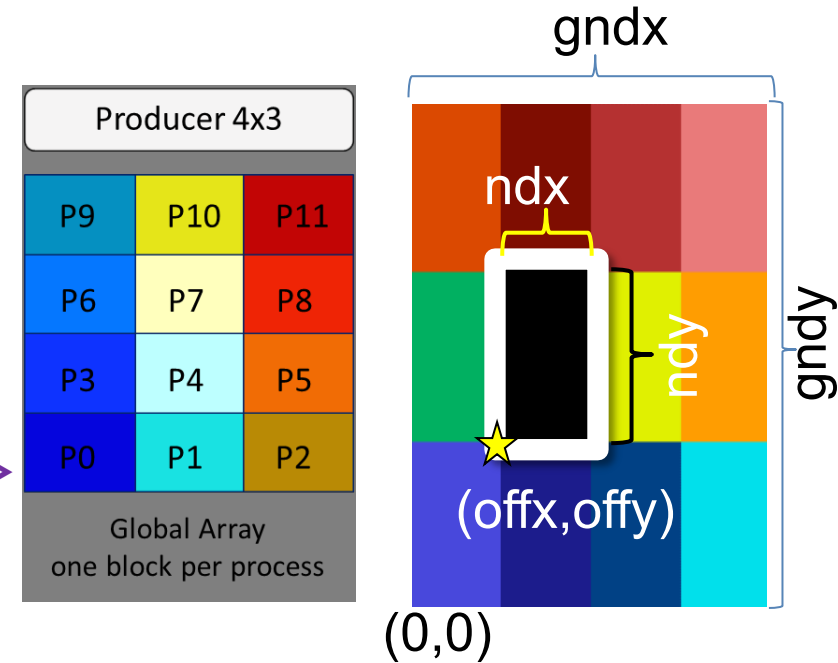 Producer 4x3
P9 P10 P11
P6 P7 P8
P3 P4 P5
P0 P1 P2
Global Array
one block per process
gndx
ndx
ndy
gndy
(offx,offy)
(0,0)